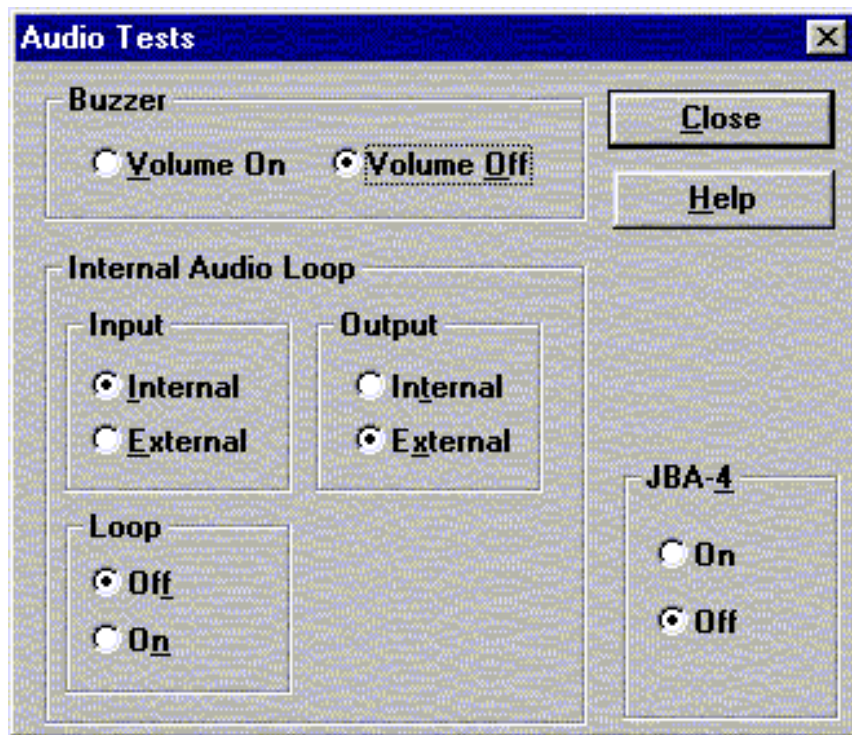 Audio Tests
Buzzer
Volume On
Volume Off
Close
Help
Internal Audio Loop
Input
Internal
External
Output
Internal
External
Loop
Off
On
JBA-4
On
Off